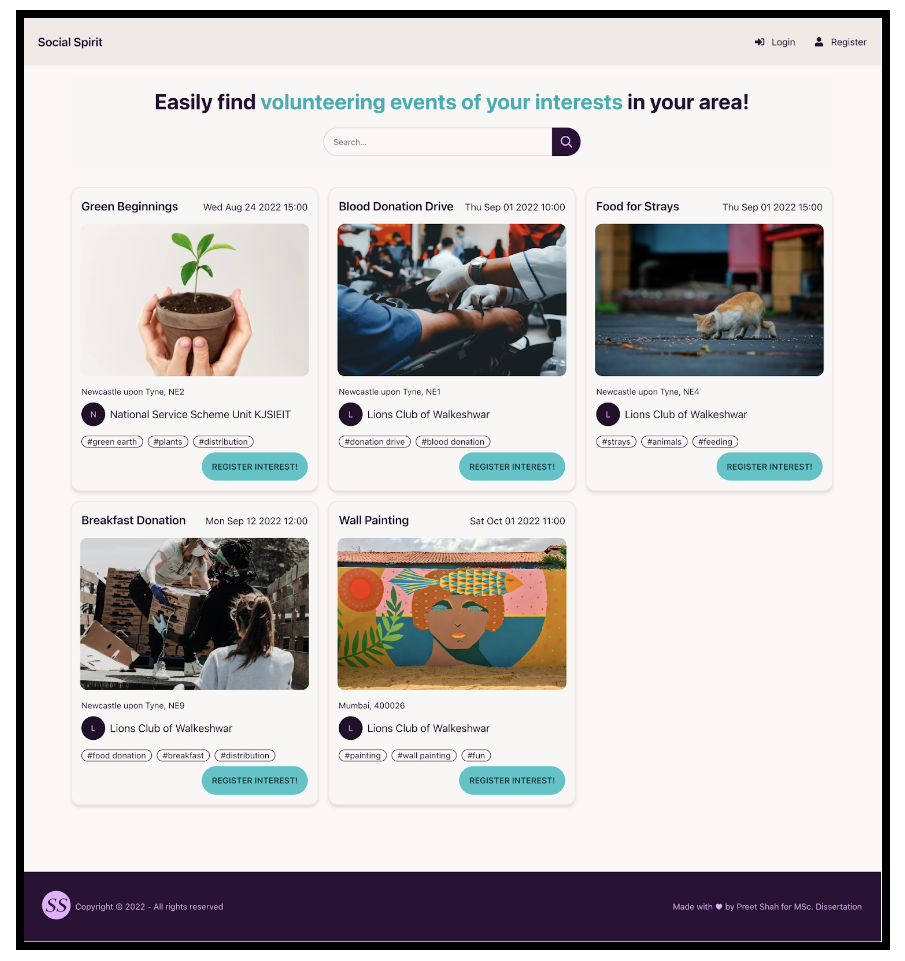 Social Spirit
Login Register
Easily find volunteering events of your interests in your area!
Search...
Green Beginnings Wed Aug 24 2022 15:00
Newcastle upon Tyne, NE2
N National Service Scheme Unit KJSIEIT
#green earth #plants #distribution
REGISTER INTEREST!
Blood Donation Drive Thu Sep 01 2022 10:00
Newcastle upon Tyne, NE1
L Lions Club of Walkeshwar
#donation drive #blood donation
REGISTER INTEREST!
Food for Strays Thu Sep 01 2022 15:00
Newcastle upon Tyne, NE4
L Lions Club of Walkeshwar
#strays #animals #feeding
REGISTER INTEREST!
Breakfast Donation Mon Sep 12 2022 12:00
Newcastle upon Tyne, NE9
L Lions Club of Walkeshwar
#food donation #breakfast #distribution
REGISTER INTEREST!
Wall Painting Sat Oct 01 2022 11:00
Mumbai, 400026
L Lions Club of Walkeshwar
#painting #wall painting #fun
REGISTER INTEREST!
SS Copyright © 2022 - All rights reserved
Made with ♥ by Preet Shah for MSc. Dissertation